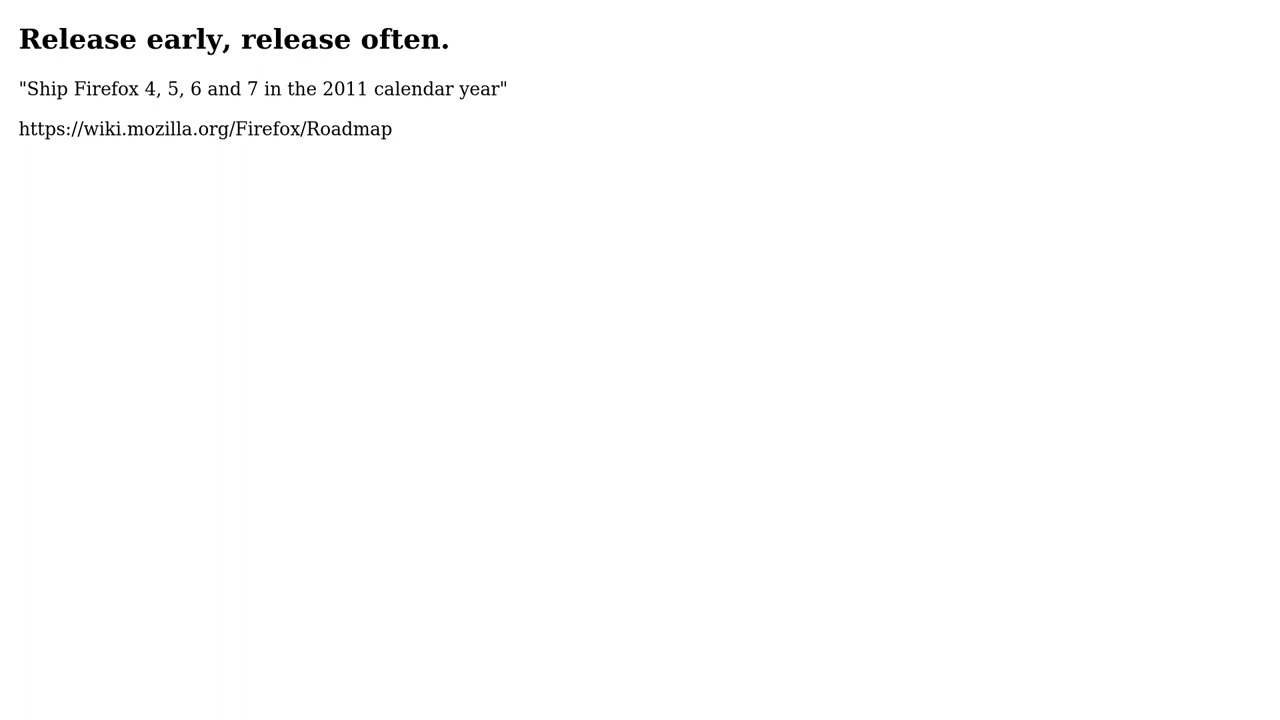 Release early, release often.
"Ship Firefox 4, 5, 6 and 7 in the 2011 calendar year"
https://wiki.mozilla.org/Firefox/Roadmap